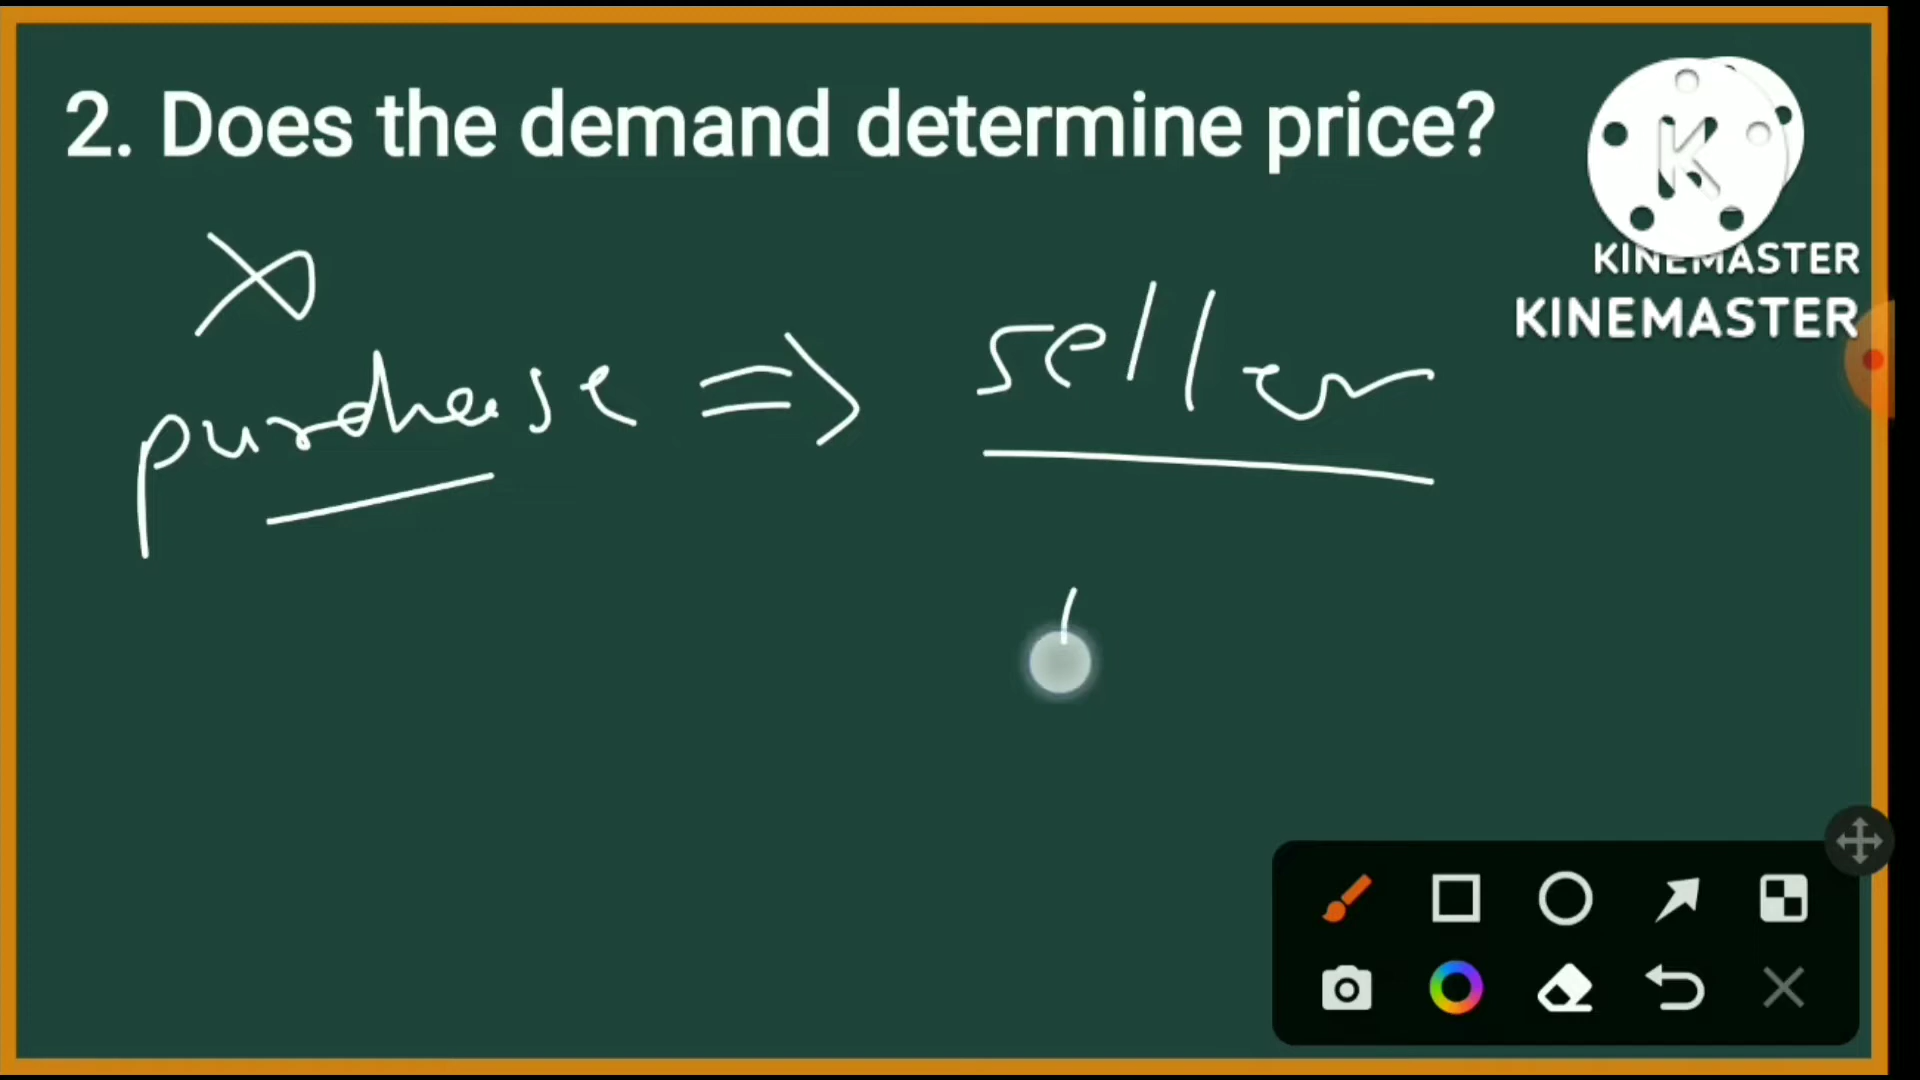 2. Does the demand determine price?
KINEMASTER
KINEMASTER
purchase => seller